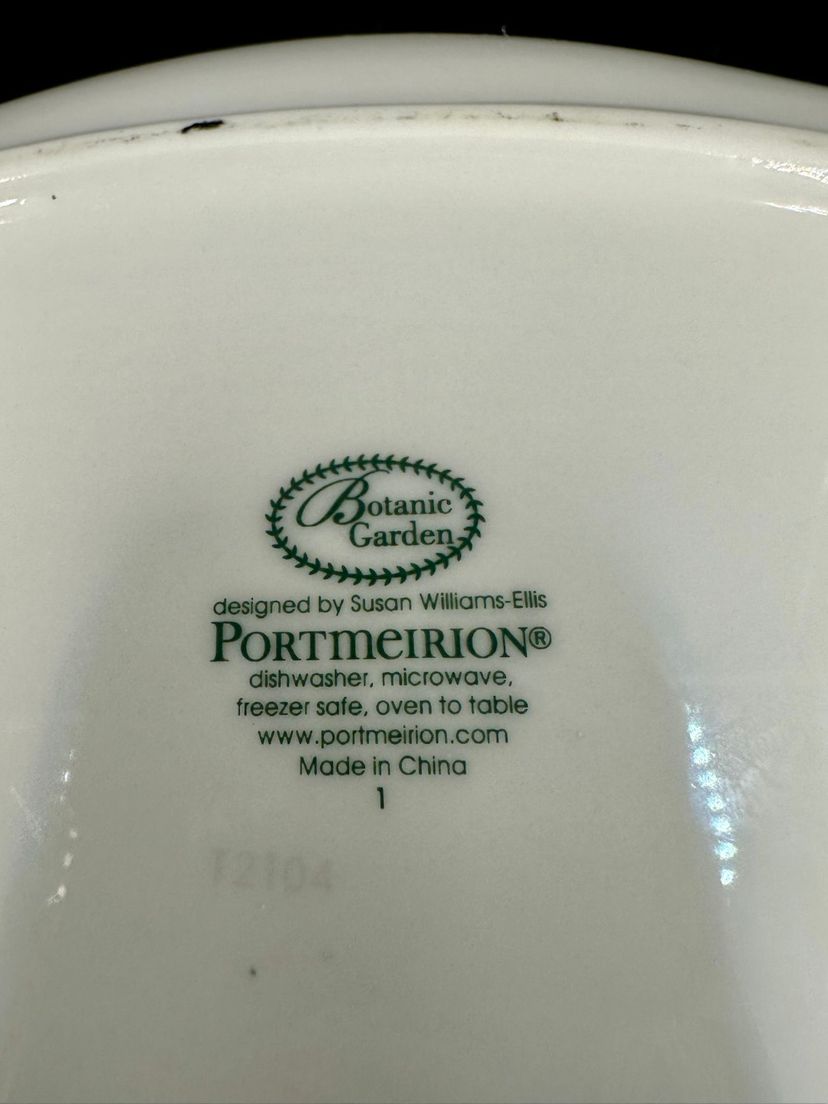 Botanic
Garden
designed by Susan Williams-Ellis
PORTMEIRION®
dishwasher, microwave,
freezer safe, oven to table
www.portmeirion.com
Made in China
1
T2104